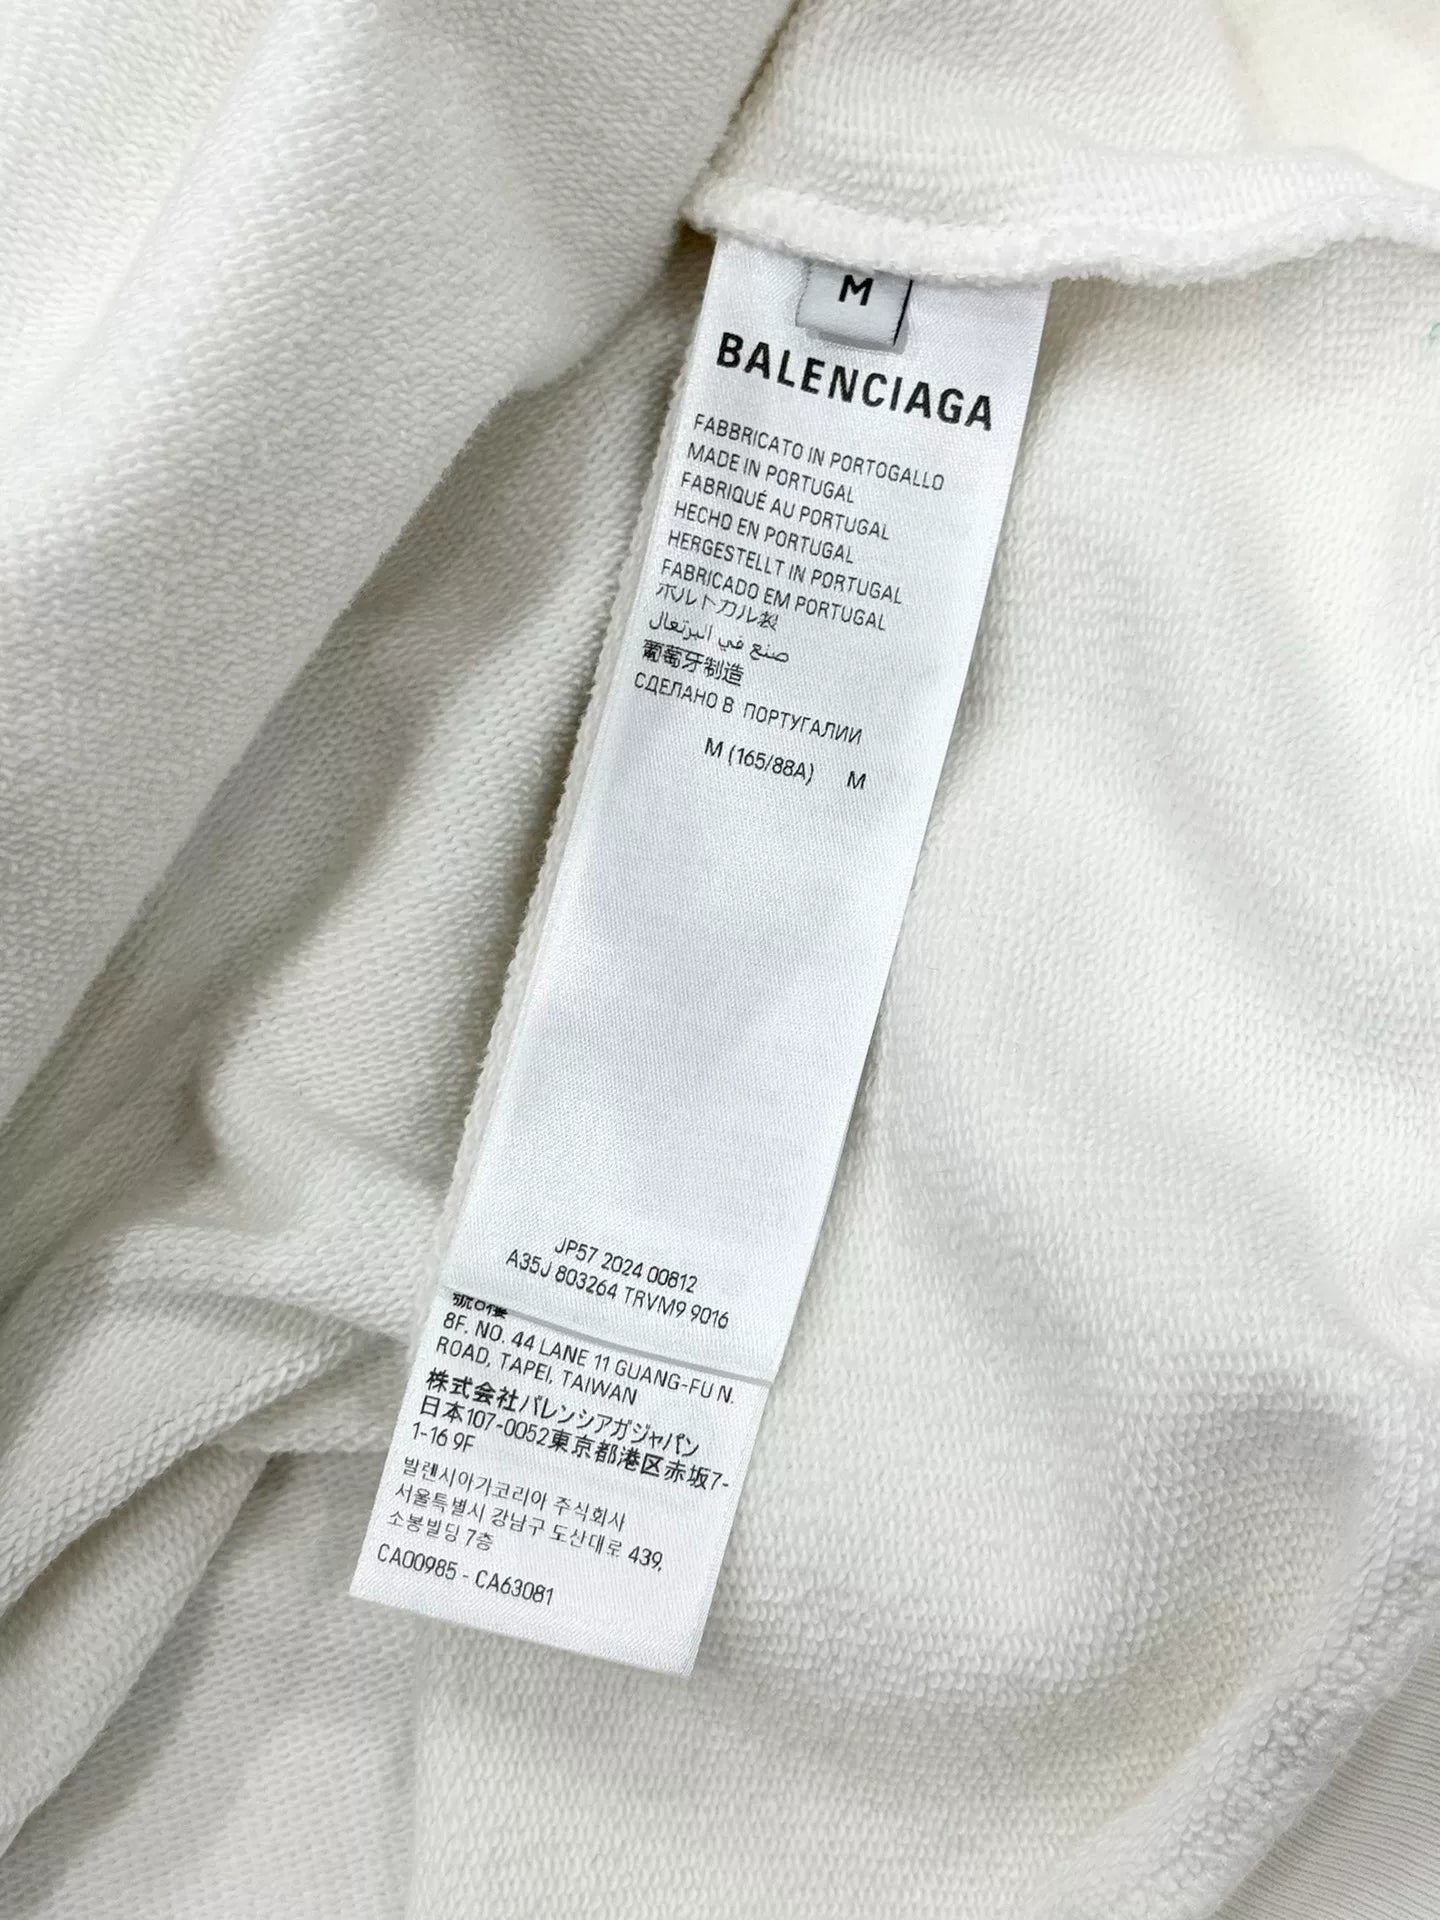 M
BALENCIAGA
FABBRICATO IN PORTOGALLO
MADE IN PORTUGAL
FABRIQUÉ AU PORTUGAL
HECHO EN PORTUGAL
HERGESTELLT IN PORTUGAL
FABRICADO EM PORTUGAL
ポルトガル製
صنع في البرتغال
葡萄牙制造
СДЕЛАНО В ПОРТУГАЛИИ
M (165/88A) M
JP57 2024 00812
A35J 803264 TRVM9 9016
號8樓
8F. NO. 44 LANE 11 GUANG-FU N.
ROAD, TAPEI, TAIWAN
株式会社バレンシアガジャパン
日本107-0052東京都港区赤坂7-
1-16 9F
발렌시아가코리아 주식회사
서울특별시 강남구 도산대로 439,
소봉빌딩 7층
CA00985 - CA63081